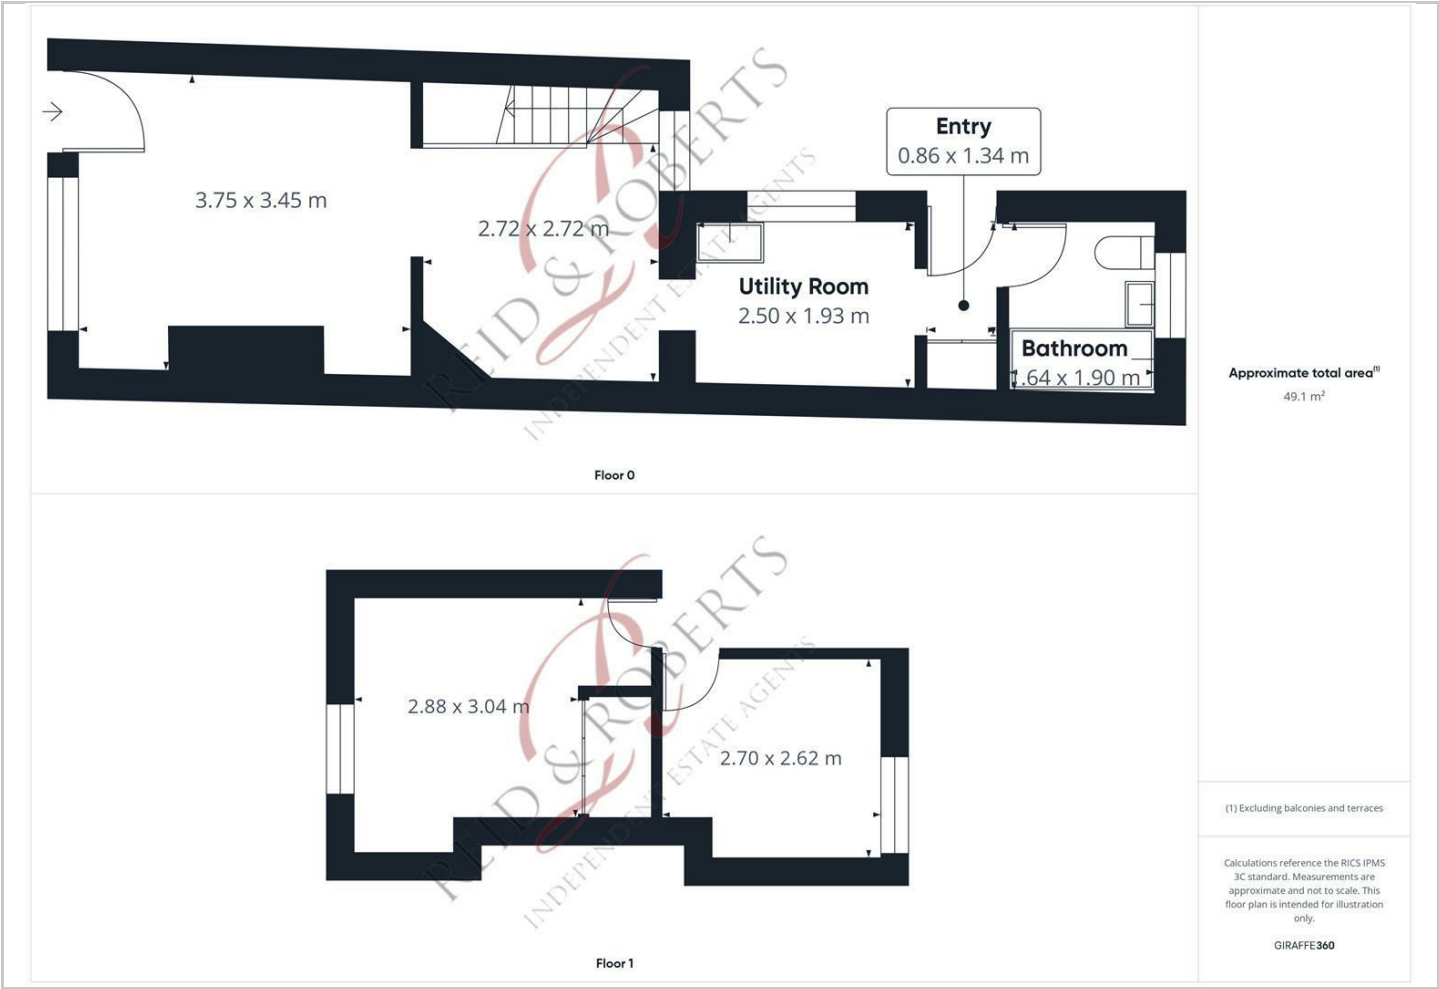 Entry
0.86 x 1.34 m
3.75 x 3.45 m
2.72 x 2.72 m
Utility Room
2.50 x 1.93 m
Bathroom
.64 x 1.90 m
REID & ROBERTS
INDEPENDENT ESTATE AGENTS
Floor 0
Approximate total area(1)
49.1 m²
2.88 x 3.04 m
2.70 x 2.62 m
REID & ROBERTS
INDEPENDENT ESTATE AGENTS
Floor 1
(1) Excluding balconies and terraces
Calculations reference the RICS IPMS
3C standard. Measurements are
approximate and not to scale. This
floor plan is intended for illustration
only.
GIRAFFE360